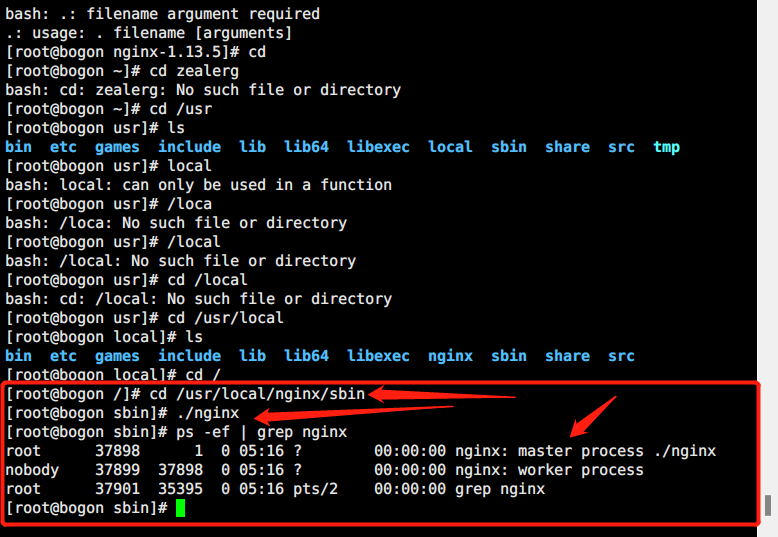 bash: .: filename argument required
.: usage: . filename [arguments]
[root@bogon nginx-1.13.5]# cd
[root@bogon ~]# cd zealerg
bash: cd: zealerg: No such file or directory
[root@bogon ~]# cd /usr
[root@bogon usr]# ls
bin  etc  games  include  lib  lib64  libexec  local  sbin  share  src  tmp
[root@bogon usr]# local
bash: local: can only be used in a function
[root@bogon usr]# /loca
bash: /loca: No such file or directory
[root@bogon usr]# /local
bash: /local: No such file or directory
[root@bogon usr]# cd /local
bash: cd: /local: No such file or directory
[root@bogon usr]# cd /usr/local
[root@bogon local]# ls
bin  etc  games  include  lib  lib64  libexec  nginx  sbin  share  src
[root@bogon local]# cd /
[root@bogon /]# cd /usr/local/nginx/sbin
[root@bogon sbin]# ./nginx
[root@bogon sbin]# ps -ef | grep nginx
root      37898      1  0 05:16 ?        00:00:00 nginx: master process ./nginx
nobody    37899  37898  0 05:16 ?        00:00:00 nginx: worker process
root      37901  35395  0 05:16 pts/2    00:00:00 grep nginx
[root@bogon sbin]#